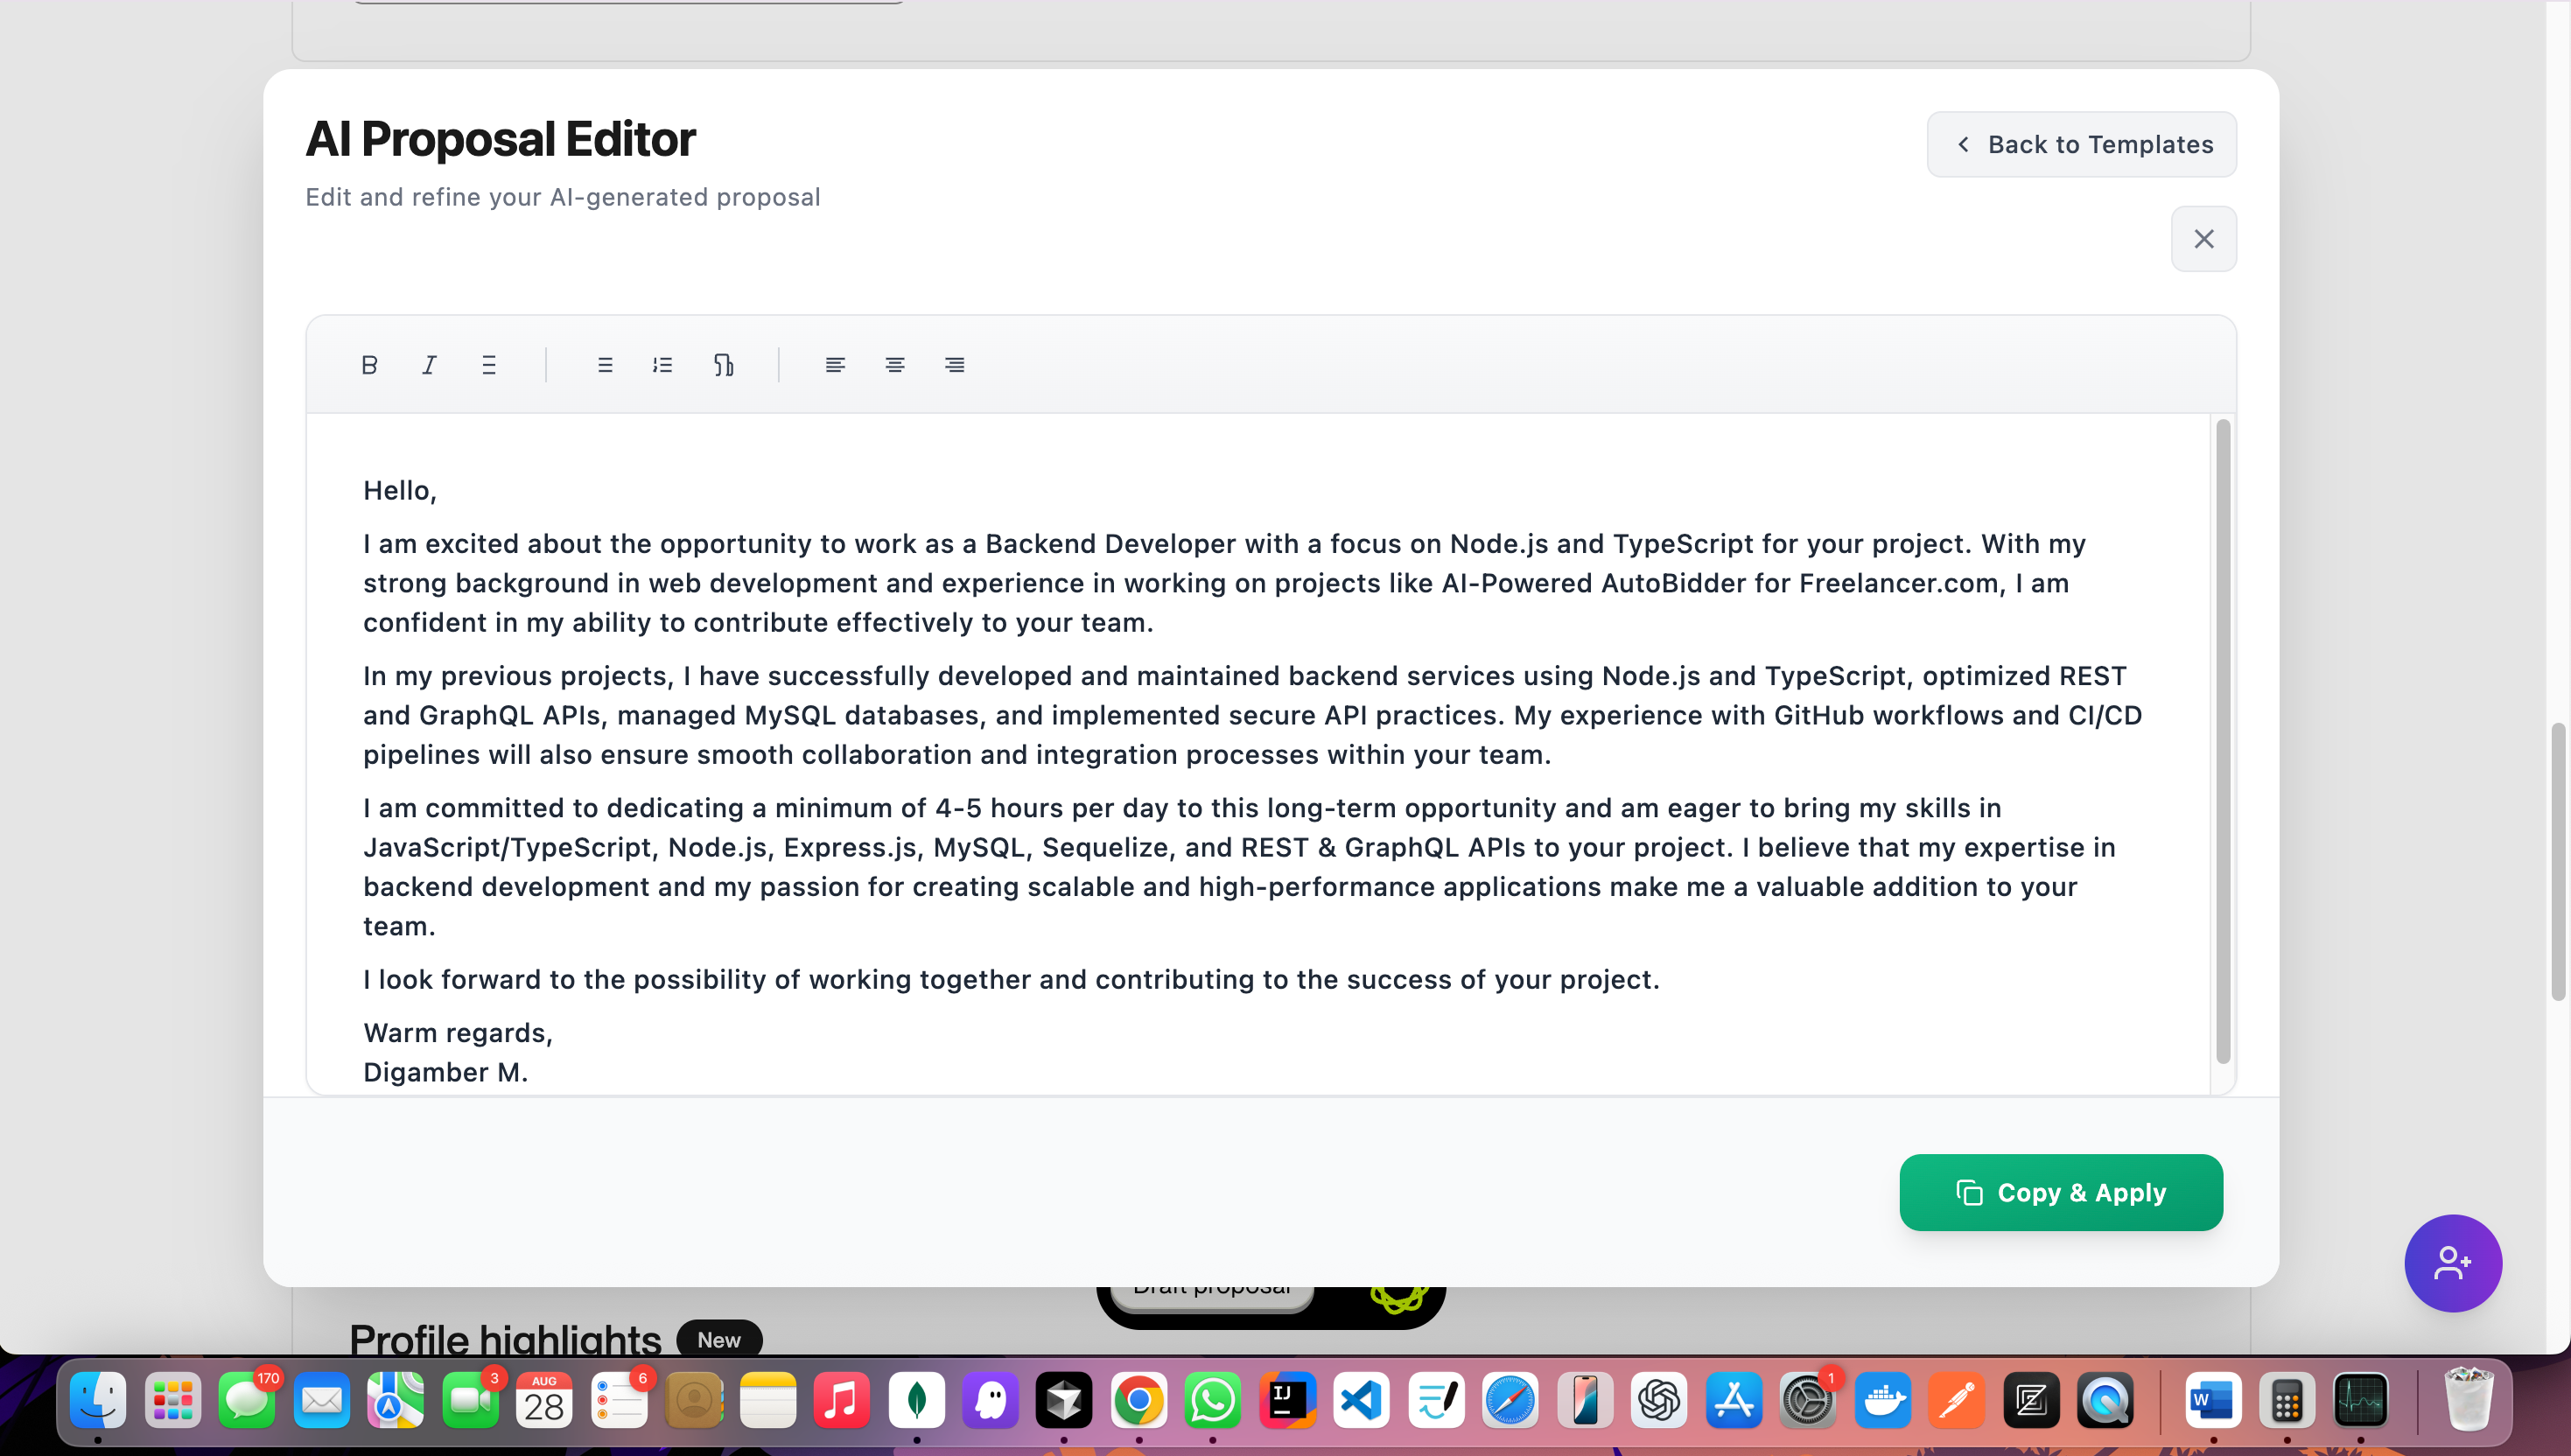 AI Proposal Editor
Edit and refine your AI-generated proposal
Back to Templates
Hello,
I am excited about the opportunity to work as a Backend Developer with a focus on Node.js and TypeScript for your project. With my
strong background in web development and experience in working on projects like AI-Powered AutoBidder for Freelancer.com, I am
confident in my ability to contribute effectively to your team.
In my previous projects, I have successfully developed and maintained backend services using Node.js and TypeScript, optimized REST
and GraphQL APIs, managed MySQL databases, and implemented secure API practices. My experience with GitHub workflows and CI/CD
pipelines will also ensure smooth collaboration and integration processes within your team.
I am committed to dedicating a minimum of 4-5 hours per day to this long-term opportunity and am eager to bring my skills in
JavaScript/TypeScript, Node.js, Express.js, MySQL, Sequelize, and REST & GraphQL APIs to your project. I believe that my expertise in
backend development and my passion for creating scalable and high-performance applications make me a valuable addition to your
team.
I look forward to the possibility of working together and contributing to the success of your project.
Warm regards,
Digamber M.
Copy & Apply
Draft proposal
Profile highlights New
170
3
AUG
28
6
IJ
1
W